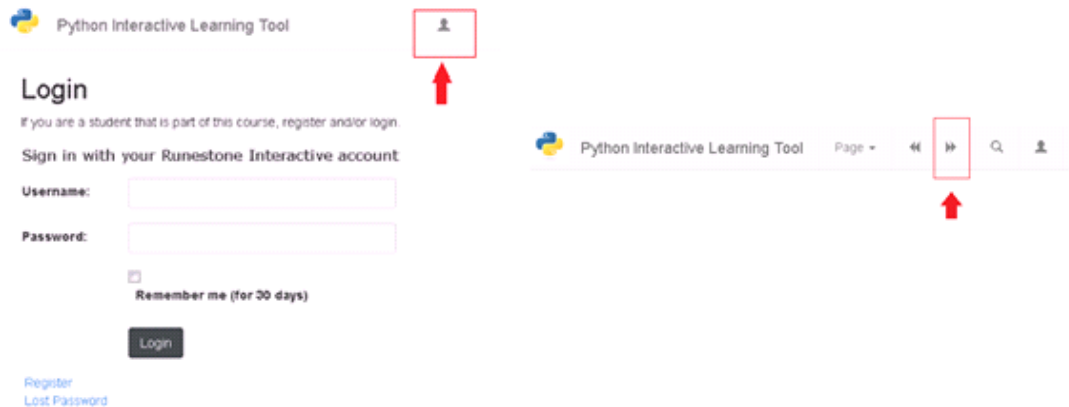 Python Interactive Learning Tool
Login
If you are a student that is part of this course, register and/or login.
Sign in with your Runestone Interactive account
Username:
Password:
Remember me (for 30 days)
Login
Register
Lost Password
Python Interactive Learning Tool Page